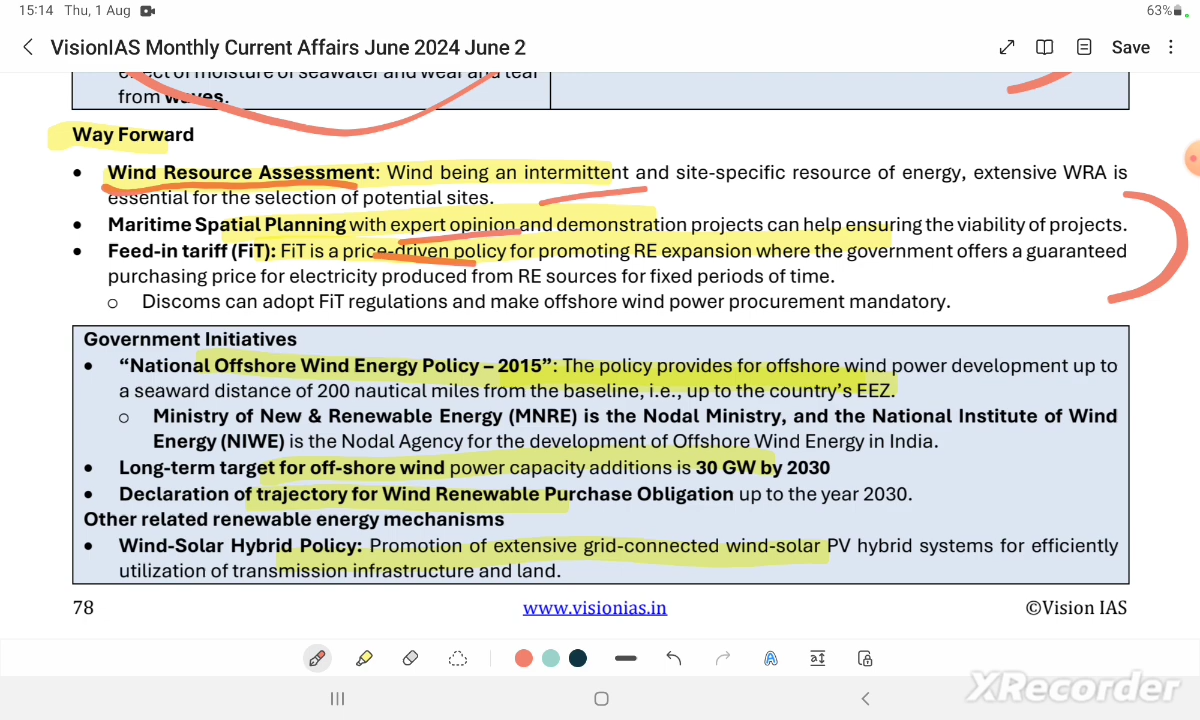 15:14 Thu, 1 Aug
63%
VisionIAS Monthly Current Affairs June 2024 June 2
Save
effect of moisture of seawater and wear and tear
from waves.
Way Forward
• Wind Resource Assessment: Wind being an intermittent and site-specific resource of energy, extensive WRA is
essential for the selection of potential sites.
• Maritime Spatial Planning with expert opinion and demonstration projects can help ensuring the viability of projects.
• Feed-in tariff (FiT): FiT is a price-driven policy for promoting RE expansion where the government offers a guaranteed
purchasing price for electricity produced from RE sources for fixed periods of time.
o Discoms can adopt FiT regulations and make offshore wind power procurement mandatory.
Government Initiatives
• “National Offshore Wind Energy Policy – 2015”: The policy provides for offshore wind power development up to
a seaward distance of 200 nautical miles from the baseline, i.e., up to the country’s EEZ.
o Ministry of New & Renewable Energy (MNRE) is the Nodal Ministry, and the National Institute of Wind
Energy (NIWE) is the Nodal Agency for the development of Offshore Wind Energy in India.
• Long-term target for off-shore wind power capacity additions is 30 GW by 2030
• Declaration of trajectory for Wind Renewable Purchase Obligation up to the year 2030.
Other related renewable energy mechanisms
• Wind-Solar Hybrid Policy: Promotion of extensive grid-connected wind-solar PV hybrid systems for efficiently
utilization of transmission infrastructure and land.
78 www.visionias.in ©Vision IAS
XRecorder